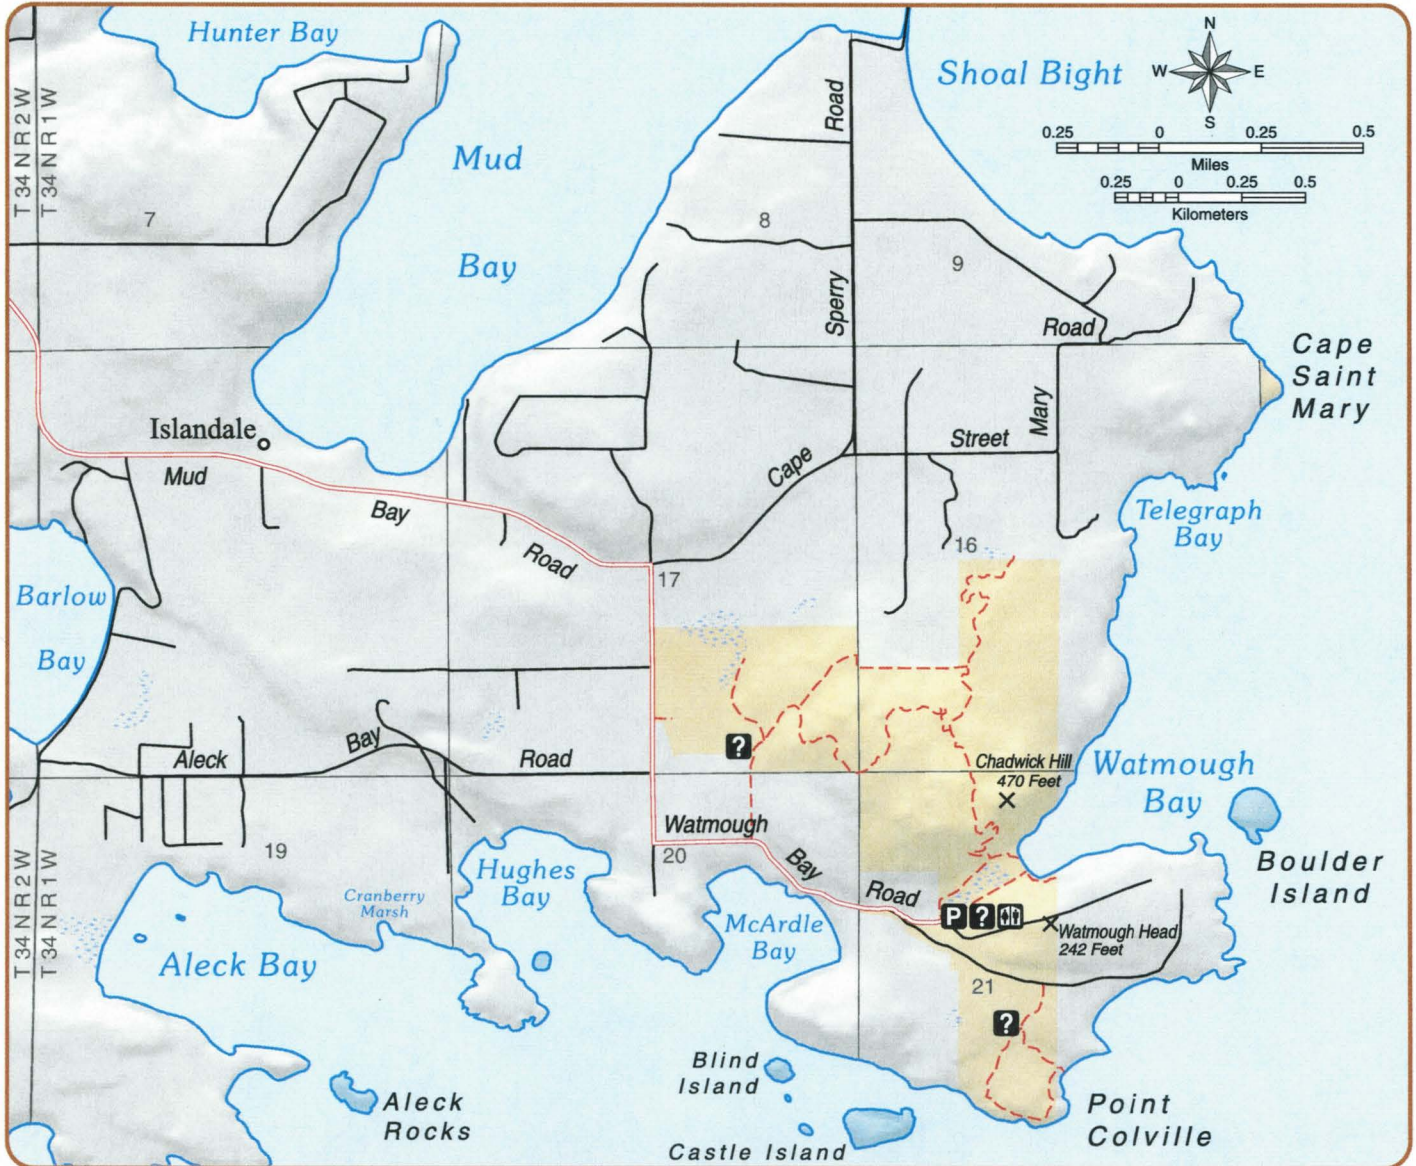 Hunter Bay
Shoal Bight
N
W
E
S
0.25 0 0.25 0.5
Miles
0.25 0 0.25 0.5
Kilometers
T 34 N R 2 W
T 34 N R 1 W
Mud
Bay
7
8
9
Road
Sperry
Cape
Road
Mary
Street
Cape
Saint
Mary
Islandale
Mud
Bay
Road
Telegraph
Bay
16
17
Barlow
Bay
Aleck
Bay
Road
Chadwick Hill
470 Feet
Watmough
Bay
?
Watmough
Bay
Road
Boulder
Island
19
20
Hughes
Bay
Cranberry
Marsh
McArdle
Bay
P ?
Watmough Head
242 Feet
T 34 N R 2 W
T 34 N R 1 W
Aleck Bay
21
?
Blind
Island
Aleck
Rocks
Castle Island
Point
Colville